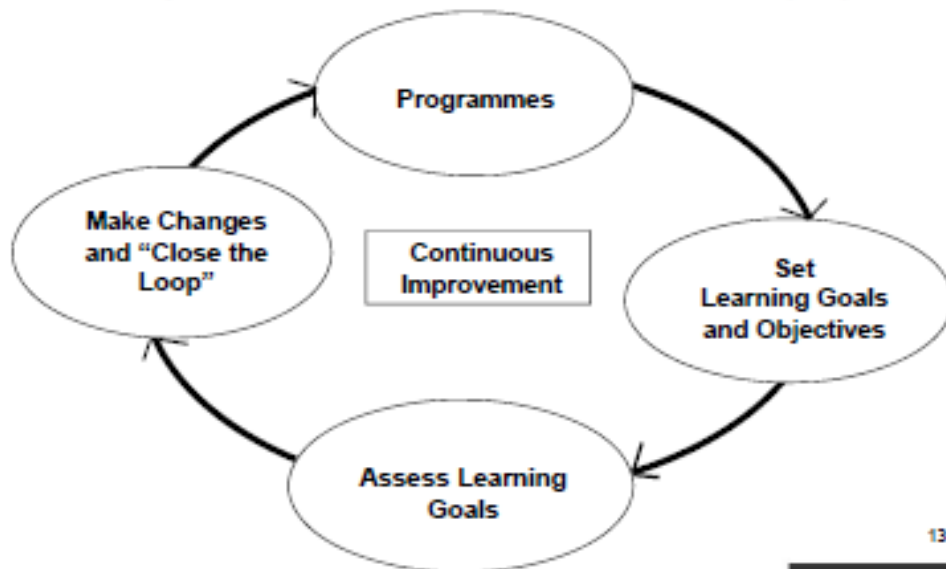 Programmes
Make Changes
and “Close the
Loop”
Continuous
Improvement
Set
Learning Goals
and Objectives
Assess Learning
Goals
13